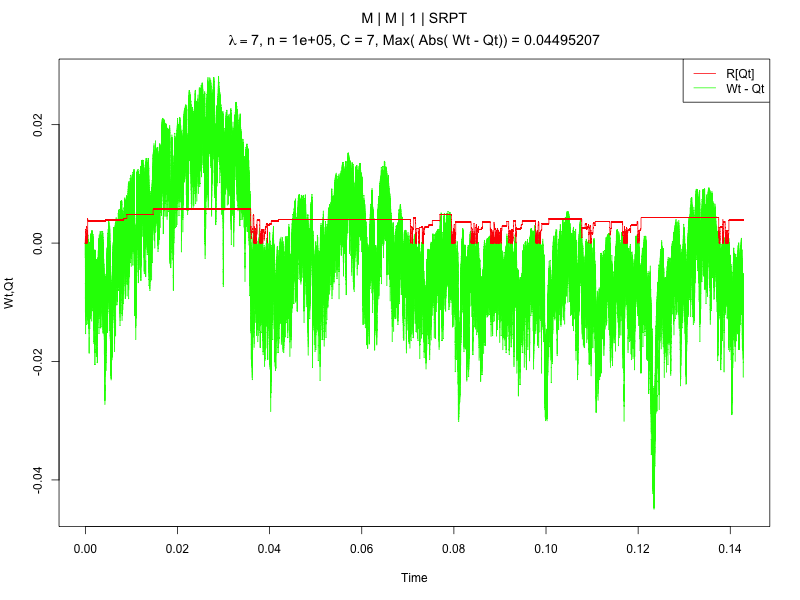 M | M | 1 | SRPT
λ = 7, n = 1e+05, C = 7, Max( Abs( Wt - Qt)) = 0.04495207
R[Qt]
Wt - Qt
Wt,Qt
0.02
0.00
-0.02
-0.04
0.00 0.02 0.04 0.06 0.08 0.10 0.12 0.14
Time